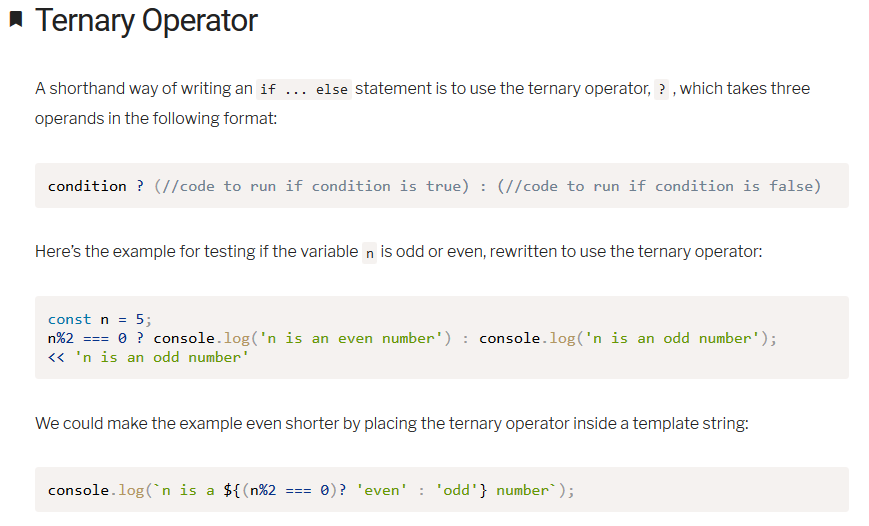 Ternary Operator
A shorthand way of writing an if ... else statement is to use the ternary operator, ? , which takes three
operands in the following format:
condition ? (//code to run if condition is true) : (//code to run if condition is false)
Here’s the example for testing if the variable n is odd or even, rewritten to use the ternary operator:
const n = 5;
n%2 === 0 ? console.log('n is an even number') : console.log('n is an odd number');
<< 'n is an odd number'
We could make the example even shorter by placing the ternary operator inside a template string:
console.log(`n is a ${(n%2 === 0)? 'even' : 'odd'} number`);